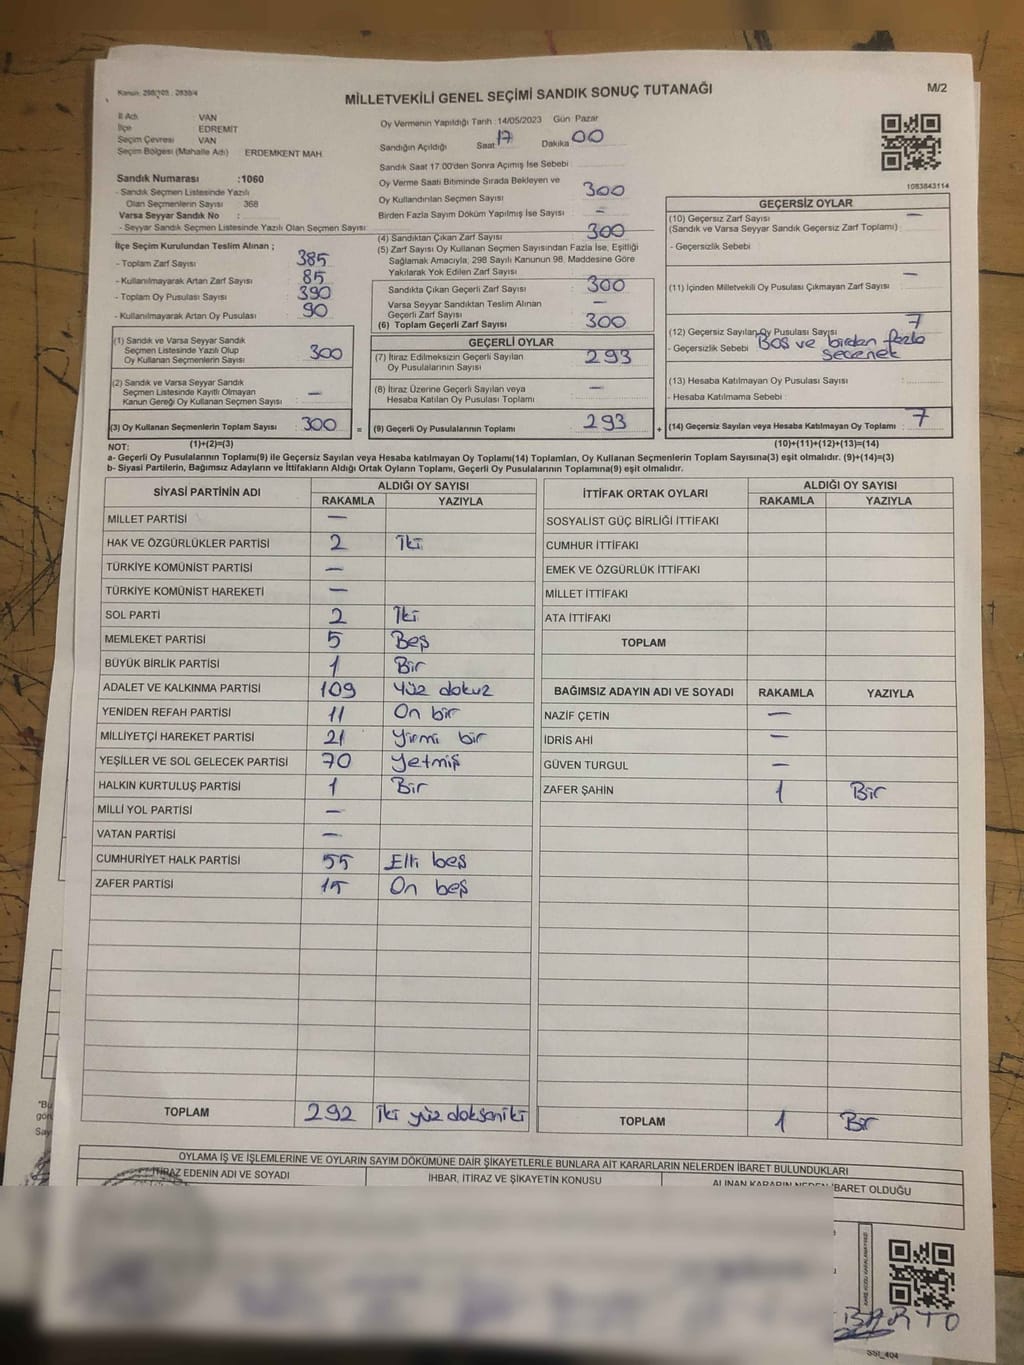 Kanun: 298/105 - 2839/4
MİLLETVEKİLİ GENEL SEÇİMİ SANDIK SONUÇ TUTANAĞI
M/2
İl Adı VAN
İlçe EDREMIT
Seçim Çevresi VAN
Seçim Bölgesi (Mahalle Adı) ERDEMKENT MAH.
Sandık Numarası :1060
- Sandık Seçmen Listesinde Yazılı
Olan Seçmenlerin Sayısı 368
Varsa Seyyar Sandık No :
- Seyyar Sandık Seçmen Listesinde Yazılı Olan Seçmen Sayısı
İlçe Seçim Kurulundan Teslim Alınan ;
- Toplam Zarf Sayısı : 385
- Kullanılmayarak Artan Zarf Sayısı : 85
- Toplam Oy Pusulası Sayısı : 390
- Kullanılmayarak Artan Oy Pusulası : 90
(1) Sandık ve Varsa Seyyar Sandık
Seçmen Listesinde Yazılı Olup
Oy Kullanan Seçmenlerin Sayısı : 300
(2) Sandık ve Varsa Seyyar Sandık
Seçmen Listesinde Kayıtlı Olmayan
Kanun Gereği Oy Kullanan Seçmen Sayısı : —
(3) Oy Kullanan Seçmenlerin Toplam Sayısı : 300
Oy Vermenin Yapıldığı Tarih :14/05/2023 Gün Pazar
Sandığın Açıldığı Saat 17 Dakika 00
Sandık Saat 17:00'den Sonra Açımış İse Sebebi
Oy Verme Saati Bitiminde Sırada Bekleyen ve
Oy Kullandırılan Seçmen Sayısı : 300
Birden Fazla Sayım Döküm Yapılmış İse Sayısı : —
(4) Sandıktan Çıkan Zarf Sayısı : 300
(5) Zarf Sayısı Oy Kullanan Seçmen Sayısından Fazla İse, Eşitliği
Sağlamak Amacıyla, 298 Sayılı Kanunun 98. Maddesine Göre
Yakılarak Yok Edilen Zarf Sayısı :
Sandıkta Çıkan Geçerli Zarf Sayısı : 300
Varsa Seyyar Sandıktan Teslim Alınan
Geçerli Zarf Sayısı : —
(6) Toplam Geçerli Zarf Sayısı : 300
GEÇERLİ OYLAR
(7) İtiraz Edilmeksizin Geçerli Sayılan
Oy Pusulalarının Sayısı : 293
(8) İtiraz Üzerine Geçerli Sayılan veya
Hesaba Katılan Oy Pusulası Toplamı : —
= (9) Geçerli Oy Pusulalarının Toplamı : 293
1083843114
GEÇERSİZ OYLAR
(10) Geçersiz Zarf Sayısı : —
(Sandık ve Varsa Seyyar Sandık Geçersiz Zarf Toplamı)
- Geçersizlik Sebebi
(11) İçinden Milletvekili Oy Pusulası Çıkmayan Zarf Sayısı : —
(12) Geçersiz Sayılan Oy Pusulası Sayısı : 7
- Geçersizlik Sebebi Boş ve birden fazla
seçenek
(13) Hesaba Katılmayan Oy Pusulası Sayısı :
- Hesaba Katılmama Sebebi :
+ (14) Geçersiz Sayılan veya Hesaba Katılmayan Oy Toplamı : 7
NOT: (1)+(2)=(3) (10)+(11)+(12)+(13)=(14)
a- Geçerli Oy Pusulalarının Toplamı(9) ile Geçersiz Sayılan veya Hesaba katılmayan Oy Toplamı(14) Toplamları, Oy Kullanan Seçmenlerin Toplam Sayısına(3) eşit olmalıdır. (9)+(14)=(3)
b- Siyasi Partilerin, Bağımsız Adayların ve İttifakların Aldığı Ortak Oyların Toplamı, Geçerli Oy Pusulalarının Toplamına(9) eşit olmalıdır.
SİYASİ PARTİNİN ADI ALDIĞI OY SAYISI
RAKAMLA YAZIYLA
MİLLET PARTİSİ —
HAK VE ÖZGÜRLÜKLER PARTİSİ 2 İki
TÜRKİYE KOMÜNİST PARTİSİ —
TÜRKİYE KOMÜNİST HAREKETİ —
SOL PARTİ 2 İki
MEMLEKET PARTİSİ 5 Beş
BÜYÜK BİRLİK PARTİSİ 1 Bir
ADALET VE KALKINMA PARTİSİ 109 Yüz dokuz
YENİDEN REFAH PARTİSİ 11 On bir
MİLLİYETÇİ HAREKET PARTİSİ 21 Yirmi bir
YEŞİLLER VE SOL GELECEK PARTİSİ 70 Yetmiş
HALKIN KURTULUŞ PARTİSİ 1 Bir
MİLLİ YOL PARTİSİ —
VATAN PARTİSİ —
CUMHURİYET HALK PARTİSİ 55 Elli beş
ZAFER PARTİSİ 15 On beş
TOPLAM 292 İki yüz doksan iki
İTTİFAK ORTAK OYLARI ALDIĞI OY SAYISI
RAKAMLA YAZIYLA
SOSYALIST GÜÇ BİRLİĞİ İTTİFAKI
CUMHUR İTTİFAKI
EMEK VE ÖZGÜRLÜK İTTİFAKI
MİLLET İTTİFAKI
ATA İTTİFAKI
TOPLAM
BAĞIMSIZ ADAYIN ADI VE SOYADI RAKAMLA YAZIYLA
NAZİF ÇETİN —
İDRİS AHİ —
GÜVEN TURGUL —
ZAFER ŞAHİN 1 Bir
TOPLAM 1 Bir
OYLAMA İŞ VE İŞLEMLERİNE VE OYLARIN SAYIM DÖKÜMÜNE DAİR ŞİKAYETLERLE BUNLARA AİT KARARLARIN NELERDEN İBARET BULUNDUKLARI
İTİRAZ EDENİN ADI VE SOYADI İHBAR, İTİRAZ VE ŞİKAYETİN KONUSU ALINAN KARARIN NEDEN İBARET OLDUĞU
BARTO
SSI_404